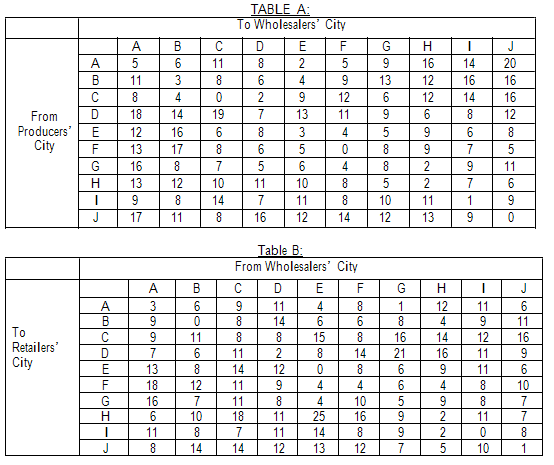 TABLE A:
To Wholesalers' City
A B C D E F G H I J
A 5 6 11 8 2 5 9 16 14 20
B 11 3 8 6 4 9 13 12 16 16
C 8 4 0 2 9 12 6 12 14 16
From Producers' City
D 18 14 19 7 13 11 9 6 8 12
E 12 16 6 8 3 4 5 9 6 8
F 13 17 8 5 0 8 9 7 5
G 16 8 7 5 6 4 8 2 9 11
H 13 12 10 11 10 8 5 2 7 6
I 9 8 14 7 11 8 10 11 1 9
J 17 11 8 16 12 14 12 13 9 0
Table B:
From Wholesalers' City
A B C D E F G H I J
A 3 6 9 11 4 8 1 12 11 6
B 9 0 8 14 6 6 8 4 9 11
To Retailers' City
C 9 11 8 8 15 8 16 14 12 16
D 7 6 11 2 8 14 21 16 11 9
E 13 8 14 12 0 8 6 9 11 6
F 18 12 11 9 4 4 6 4 8 10
G 16 7 11 8 4 10 5 9 8 7
H 6 10 18 11 25 16 9 2 11 7
I 11 8 7 11 14 8 9 2 0 8
J 8 14 14 12 13 12 7 5 10 1